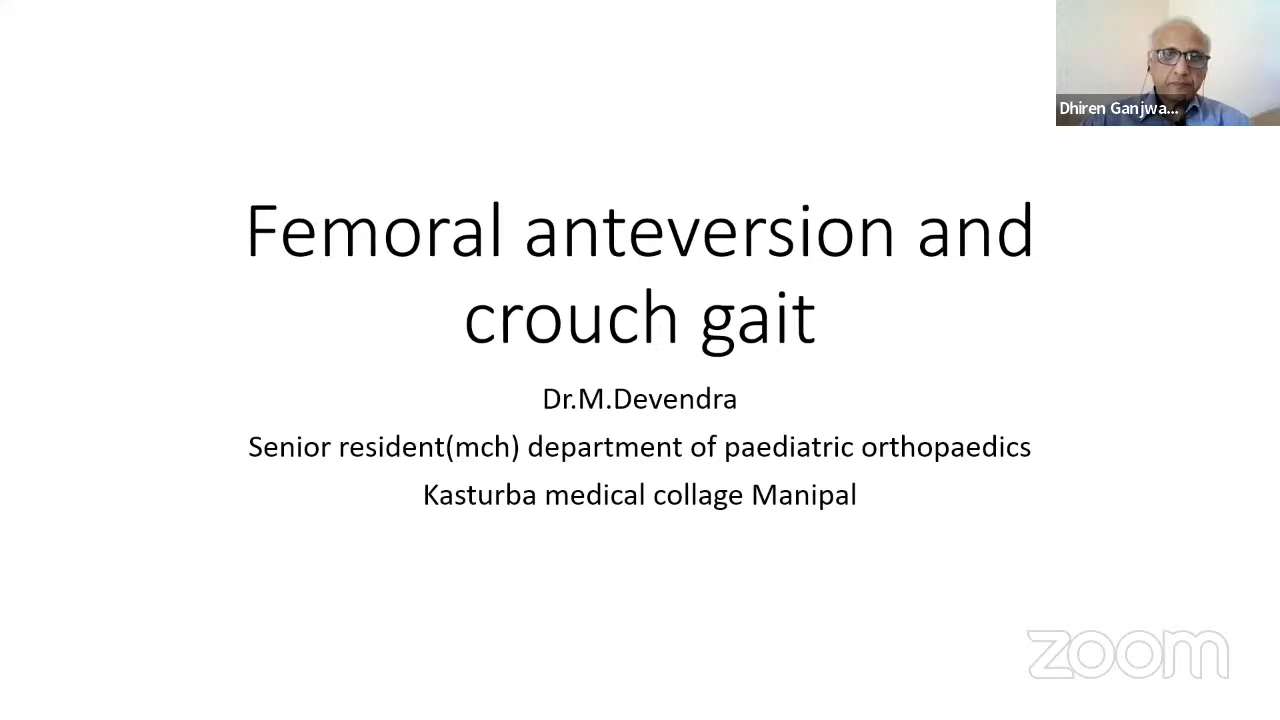 Dhiren Ganjwa...
Femoral anteversion and
crouch gait
Dr.M.Devendra
Senior resident(mch) department of paediatric orthopaedics
Kasturba medical collage Manipal
zoom